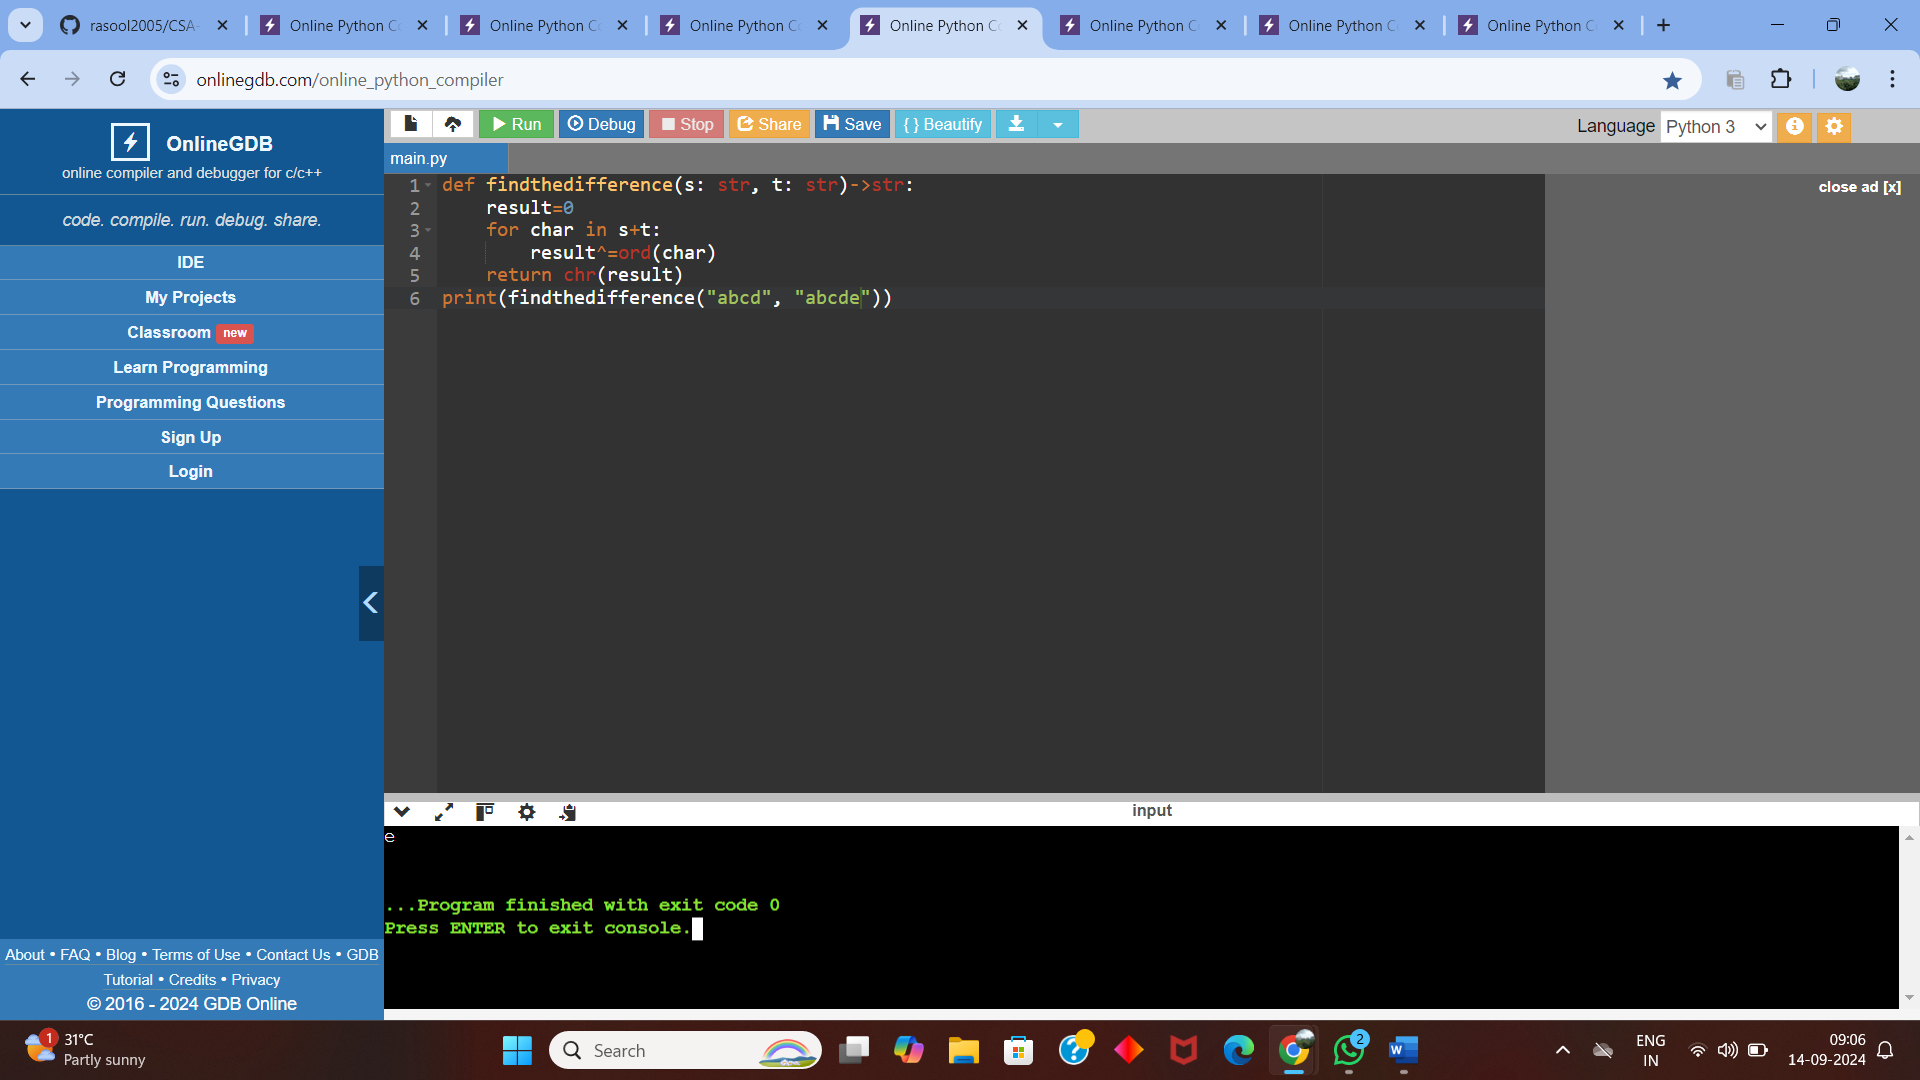 rasool2005/CSA-
Online Python C
Online Python C
Online Python C
Online Python C
Online Python C
Online Python C
Online Python C
onlinegdb.com/online_python_compiler
OnlineGDB
online compiler and debugger for c/c++
code. compile. run. debug. share.
IDE
My Projects
Classroom new
Learn Programming
Programming Questions
Sign Up
Login
About • FAQ • Blog • Terms of Use • Contact Us • GDB
Tutorial • Credits • Privacy
© 2016 - 2024 GDB Online
Run Debug Stop Share Save { } Beautify
Language Python 3
main.py
close ad [x]
1 def findthedifference(s: str, t: str)->str:
2 result=0
3 for char in s+t:
4 result^=ord(char)
5 return chr(result)
6 print(findthedifference("abcd", "abcde"))
input
e
...Program finished with exit code 0
Press ENTER to exit console.
1 31°C
Partly sunny
Search
2
ENG
IN
09:06
14-09-2024